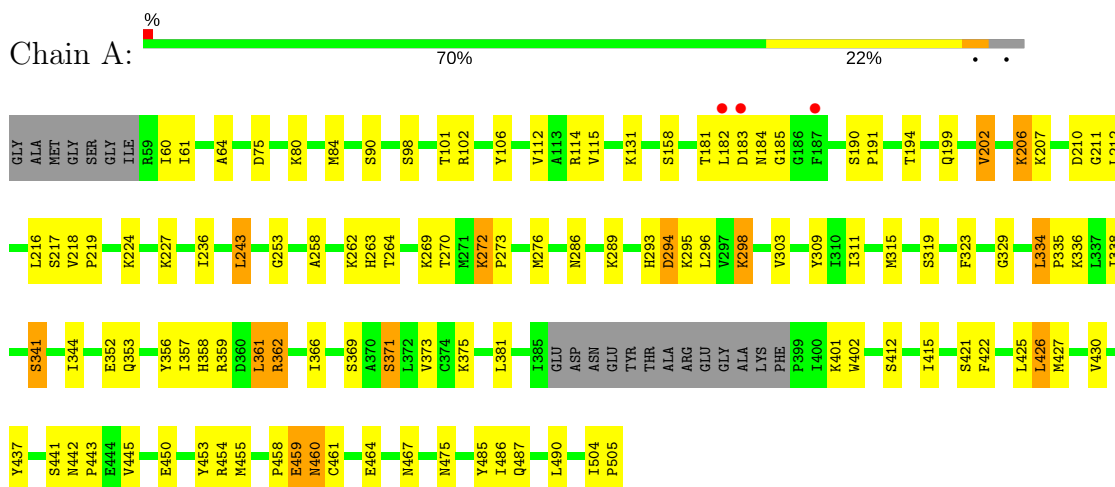 %
Chain A:
70% 22% • •
GLY ALA MET GLY SER GLY ILE R59 I60 I61 A64 D75 K80 M84 S90 S98 T101 R102 Y106 V112 A113 R114 V115 K131 S158 T181 L182 D183 N184 G185 G186 F187 S190 P191 T194 Q199 V202 K206 K207 D210 G211 L212
L216 S217 V218 P219 K224 K227 I236 L243 G253 A258 K262 H263 T264 K269 T270 M271 K272 P273 M276 N286 K289 H293 D294 K295 L296 V297 K298 V303 Y309 I310 I311 M315 S319 F323 G329 L334 P335 K336 L337 I338
S341 I344 E352 Q353 Y356 I357 H358 R359 D360 L361 R362 I366 S369 A370 S371 L372 V373 C374 K375 L381 I385 GLU ASP ASN GLU TYR THR ALA ARG GLU GLY ALA LYS PHE P399 I400 K401 W402 S412 I415 S421 F422 L425 L426 M427 V430
Y437 S441 N442 P443 E444 V445 E450 Y453 R454 M455 P458 E459 N460 C461 E464 N467 N475 Y485 I486 Q487 L490 I504 P505